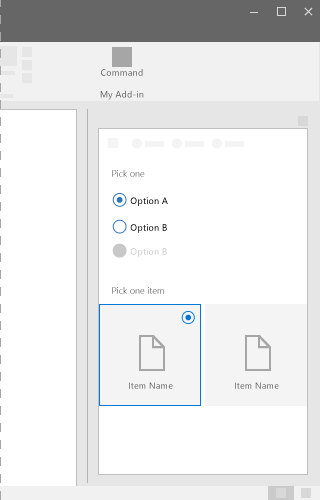 Command
My Add-in
Pick one
Option A
Option B
Option B
Pick one item
Item Name
Item Name